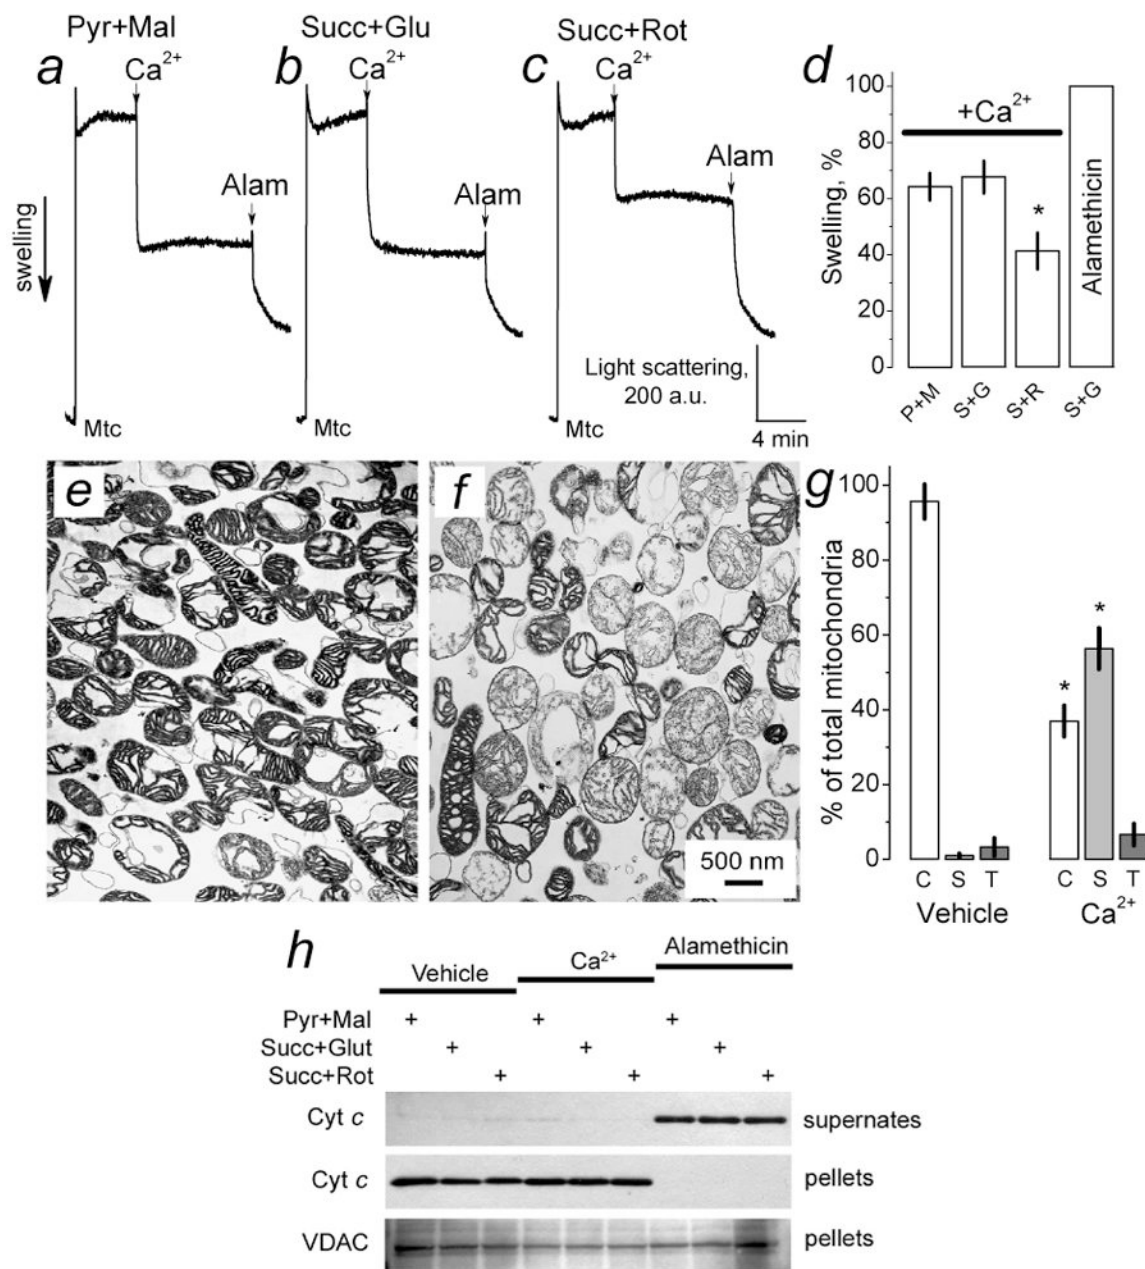 Pyr+Mal
Succ+Glu
Succ+Rot
a
Ca²⁺
b
Ca²⁺
c
Ca²⁺
d
Alam
Alam
Alam
swelling
Mtc
Mtc
Mtc
Light scattering,
200 a.u.
4 min
Swelling, %
100
80
60
40
20
0
+Ca²⁺
*
Alamethicin
P+M
S+G
S+R
S+G
e
f
500 nm
g
% of total mitochondria
100
80
60
40
20
0
*
*
C S T
C S T
Vehicle
Ca²⁺
h
Vehicle
Ca²⁺
Alamethicin
Pyr+Mal + + +
Succ+Glut + + +
Succ+Rot + + +
Cyt c
supernates
Cyt c
pellets
VDAC
pellets